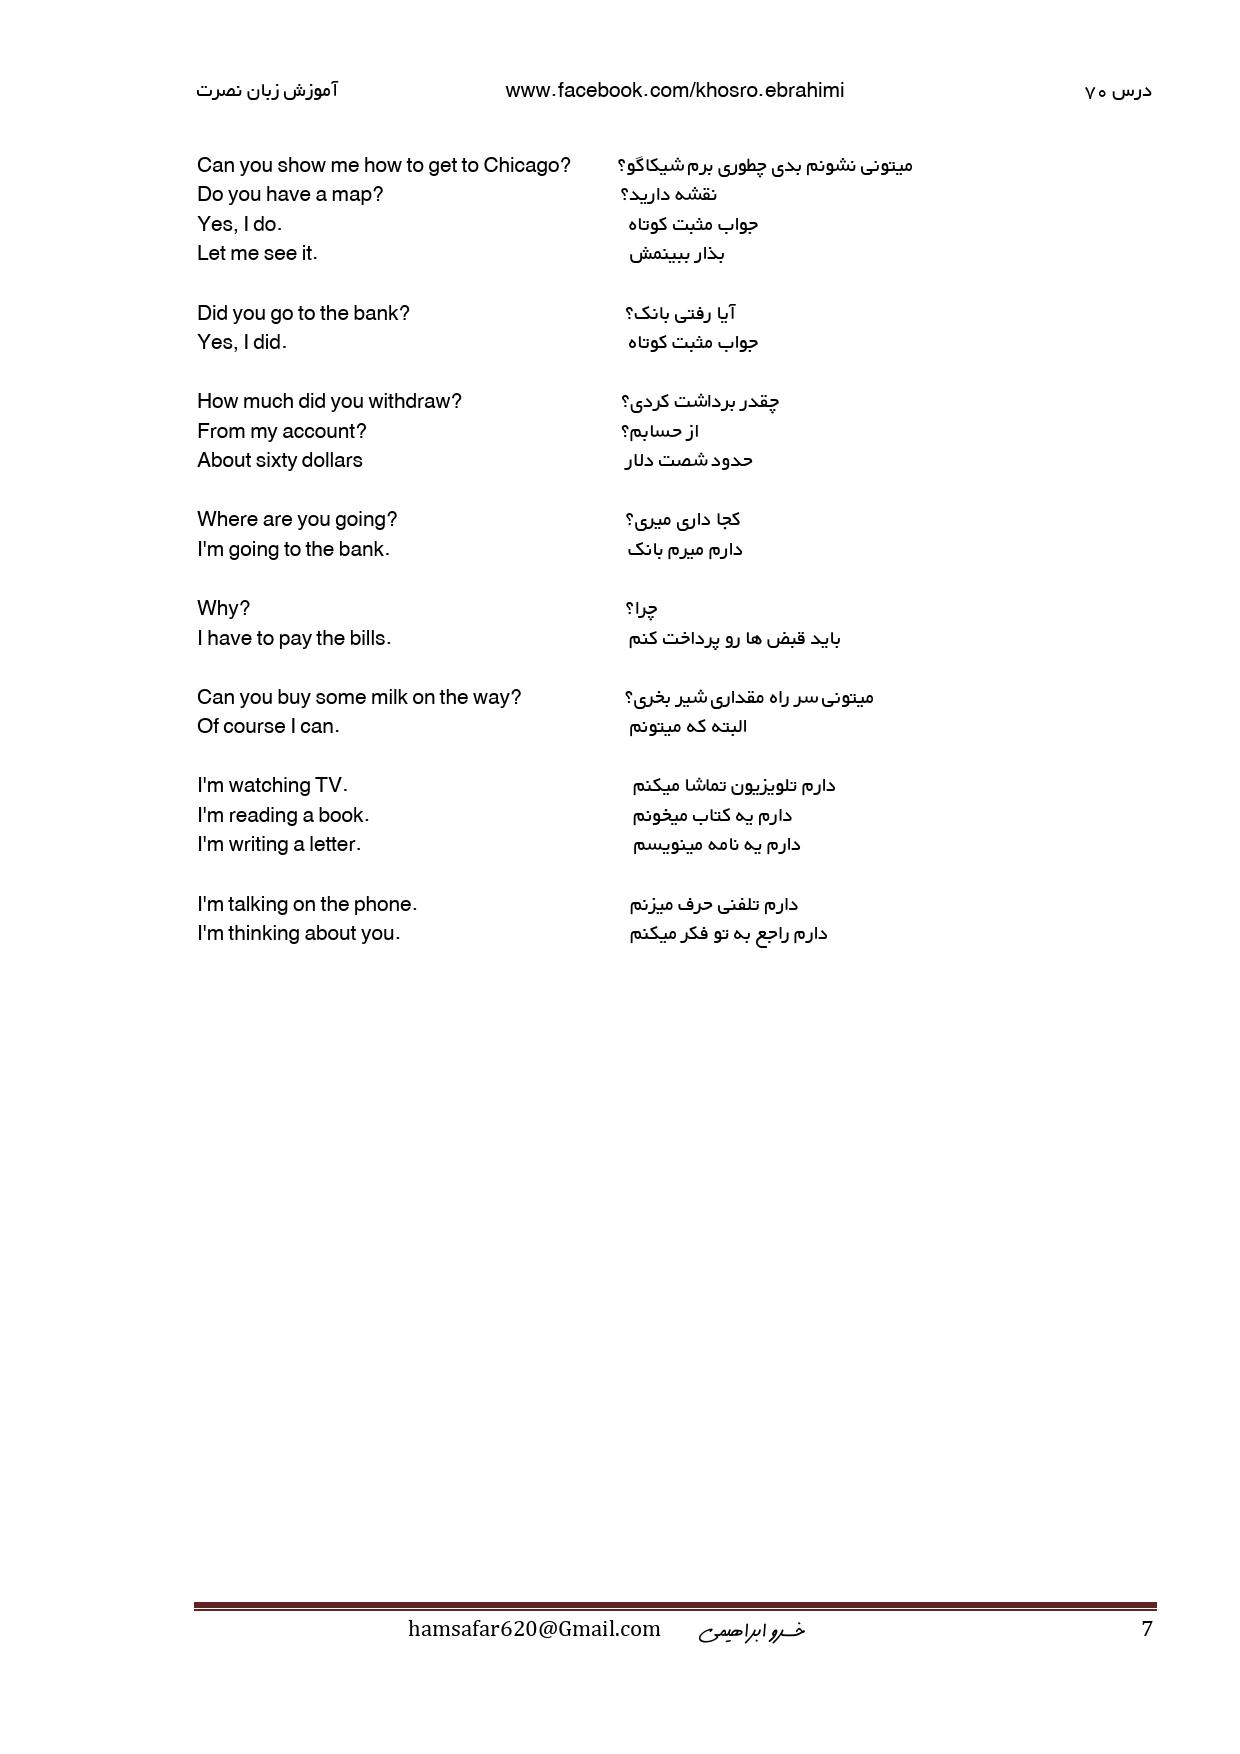 آموزش زبان نصرت www.facebook.com/khosro.ebrahimi درس ۷۰
Can you show me how to get to Chicago? میتونی نشونم بدی چطوری برم شیکاگو؟
Do you have a map? نقشه دارید؟
Yes, I do. جواب مثبت کوتاه
Let me see it. بذار ببینمش
Did you go to the bank? آیا رفتی بانک؟
Yes, I did. جواب مثبت کوتاه
How much did you withdraw? چقدر برداشت کردی؟
From my account? از حسابم؟
About sixty dollars حدود شصت دلار
Where are you going? کجا داری میری؟
I'm going to the bank. دارم میرم بانک
Why? چرا؟
I have to pay the bills. باید قبض ها رو پرداخت کنم
Can you buy some milk on the way? میتونی سر راه مقداری شیر بخری؟
Of course I can. البته که میتونم
I'm watching TV. دارم تلویزیون تماشا میکنم
I'm reading a book. دارم یه کتاب میخونم
I'm writing a letter. دارم یه نامه مینویسم
I'm talking on the phone. دارم تلفنی حرف میزنم
I'm thinking about you. دارم راجع به تو فکر میکنم
hamsafar620@Gmail.com خسرو ابراهیمی 7